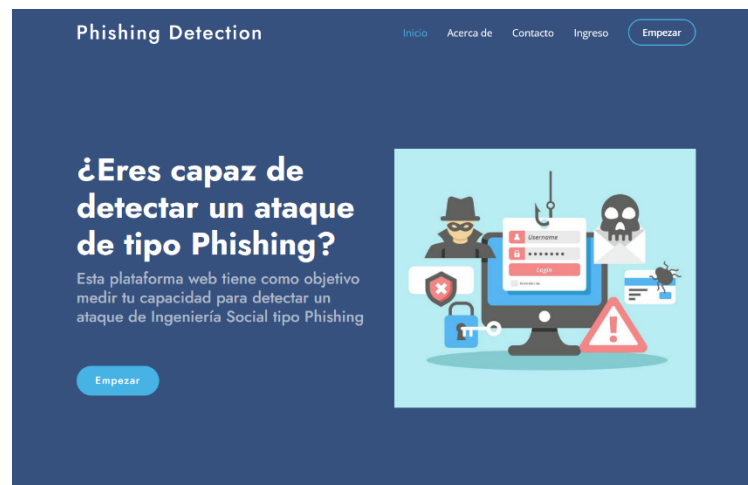 Phishing Detection
Inicio Acerca de Contacto Ingreso Empezar
¿Eres capaz de
detectar un ataque
de tipo Phishing?
Esta plataforma web tiene como objetivo
medir tu capacidad para detectar un
ataque de Ingeniería Social tipo Phishing
Empezar
Username
Login